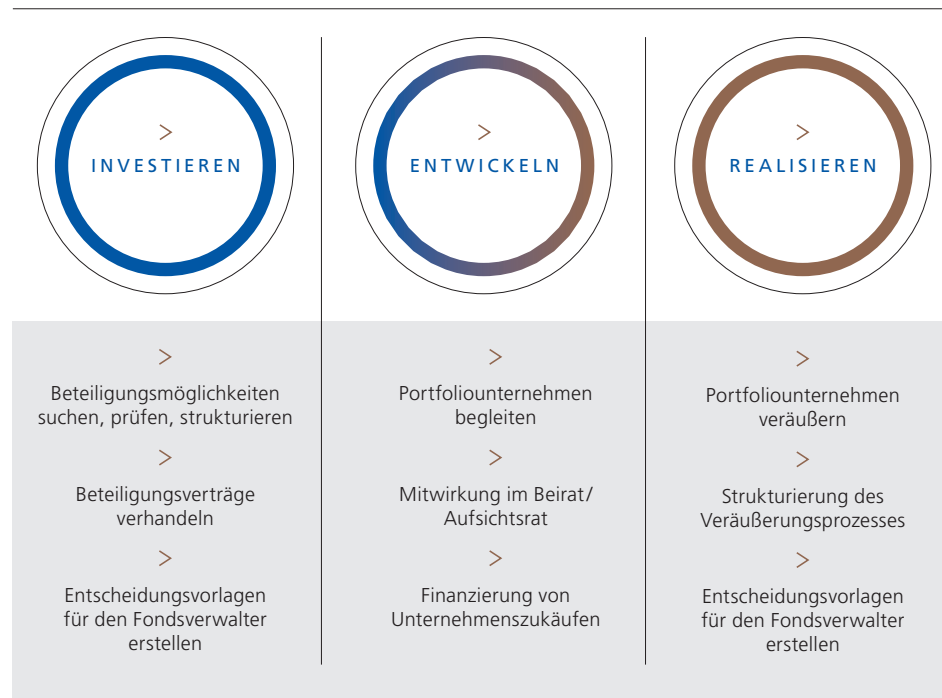 >
INVESTIEREN
>
Beteiligungsmöglichkeiten
suchen, prüfen, strukturieren
>
Beteiligungsverträge
verhandeln
>
Entscheidungsvorlagen
für den Fondsverwalter
erstellen
>
ENTWICKELN
>
Portfoliounternehmen
begleiten
>
Mitwirkung im Beirat/
Aufsichtsrat
>
Finanzierung von
Unternehmenszukäufen
>
REALISIEREN
>
Portfoliounternehmen
veräußern
>
Strukturierung des
Veräußerungsprozesses
>
Entscheidungsvorlagen
für den Fondsverwalter
erstellen